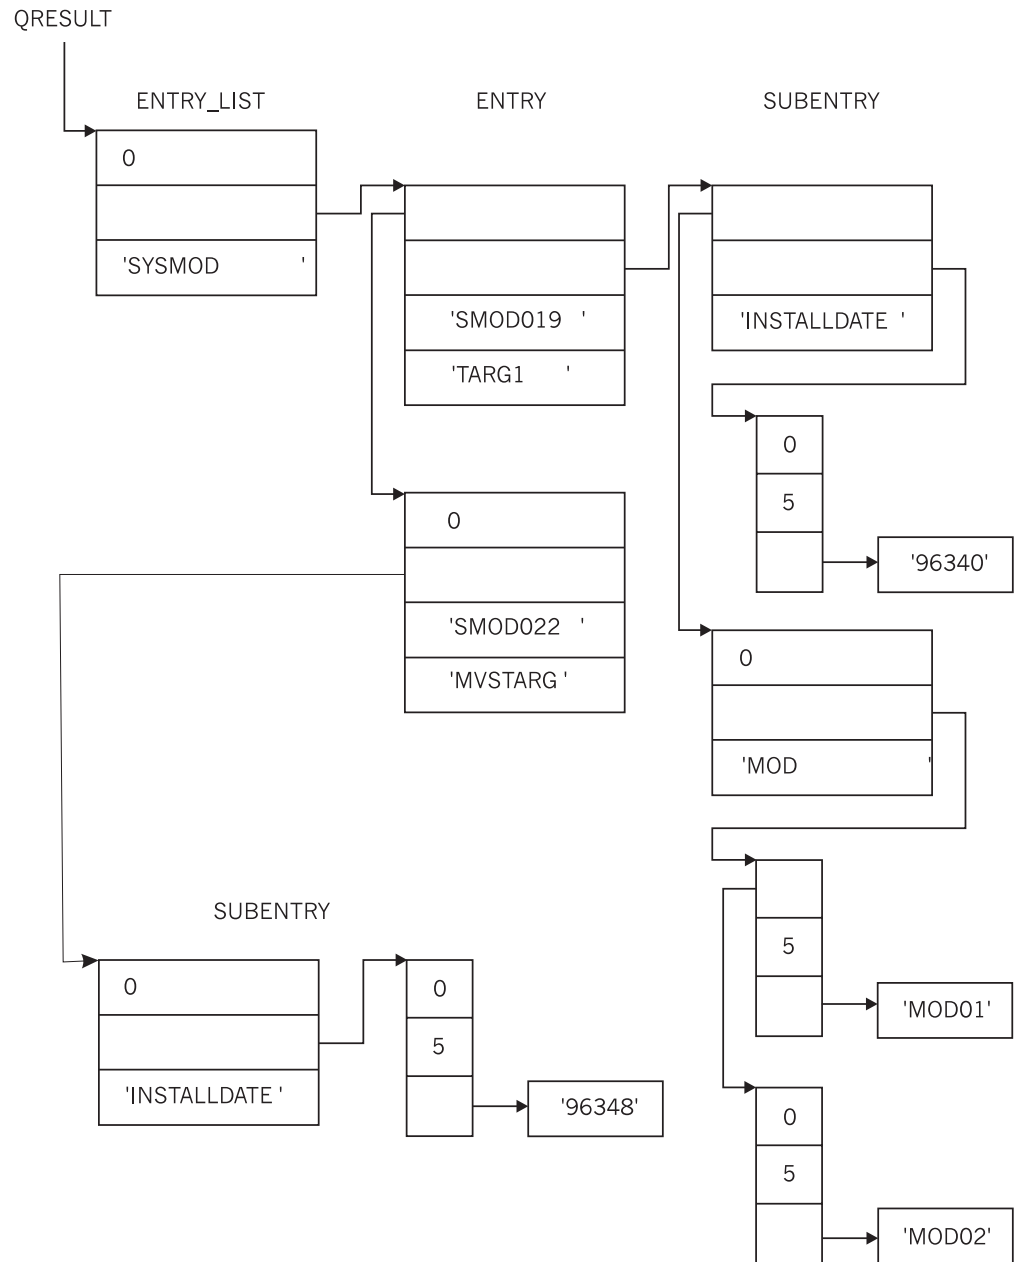 QRESULT
ENTRY_LIST
ENTRY
SUBENTRY
0
'SYSMOD '
'SMOD019 '
'TARG1 '
'INSTALLDATE '
0
5
'96340'
0
'SMOD022 '
'MVSTARG '
0
'MOD '
5
'MOD01'
0
5
'MOD02'
SUBENTRY
0
'INSTALLDATE '
0
5
'96348'